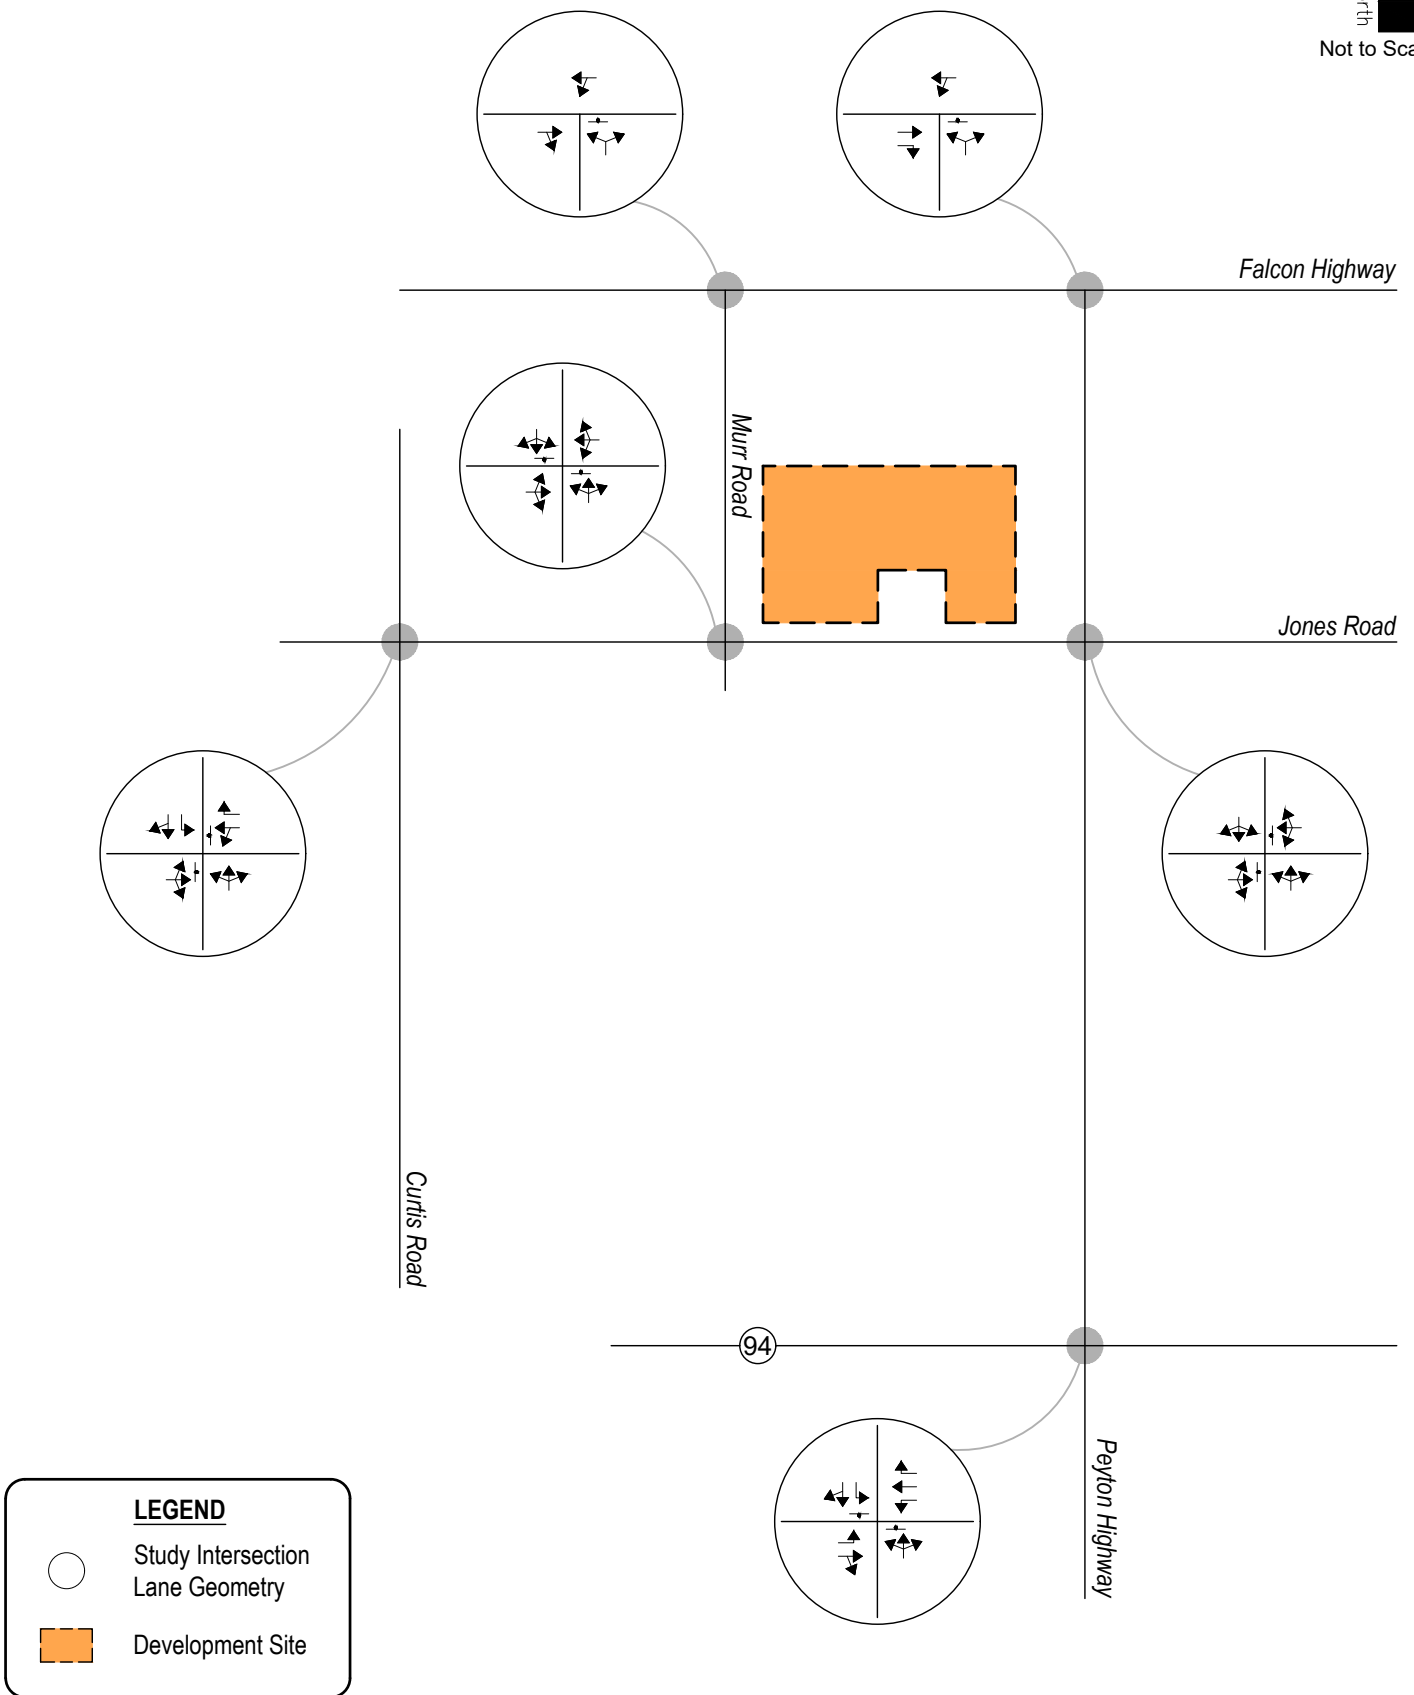 Not to Sca
Falcon Highway
Murr Road
Jones Road
Curtis Road
94
Peyton Highway
LEGEND
Study Intersection
Lane Geometry
Development Site